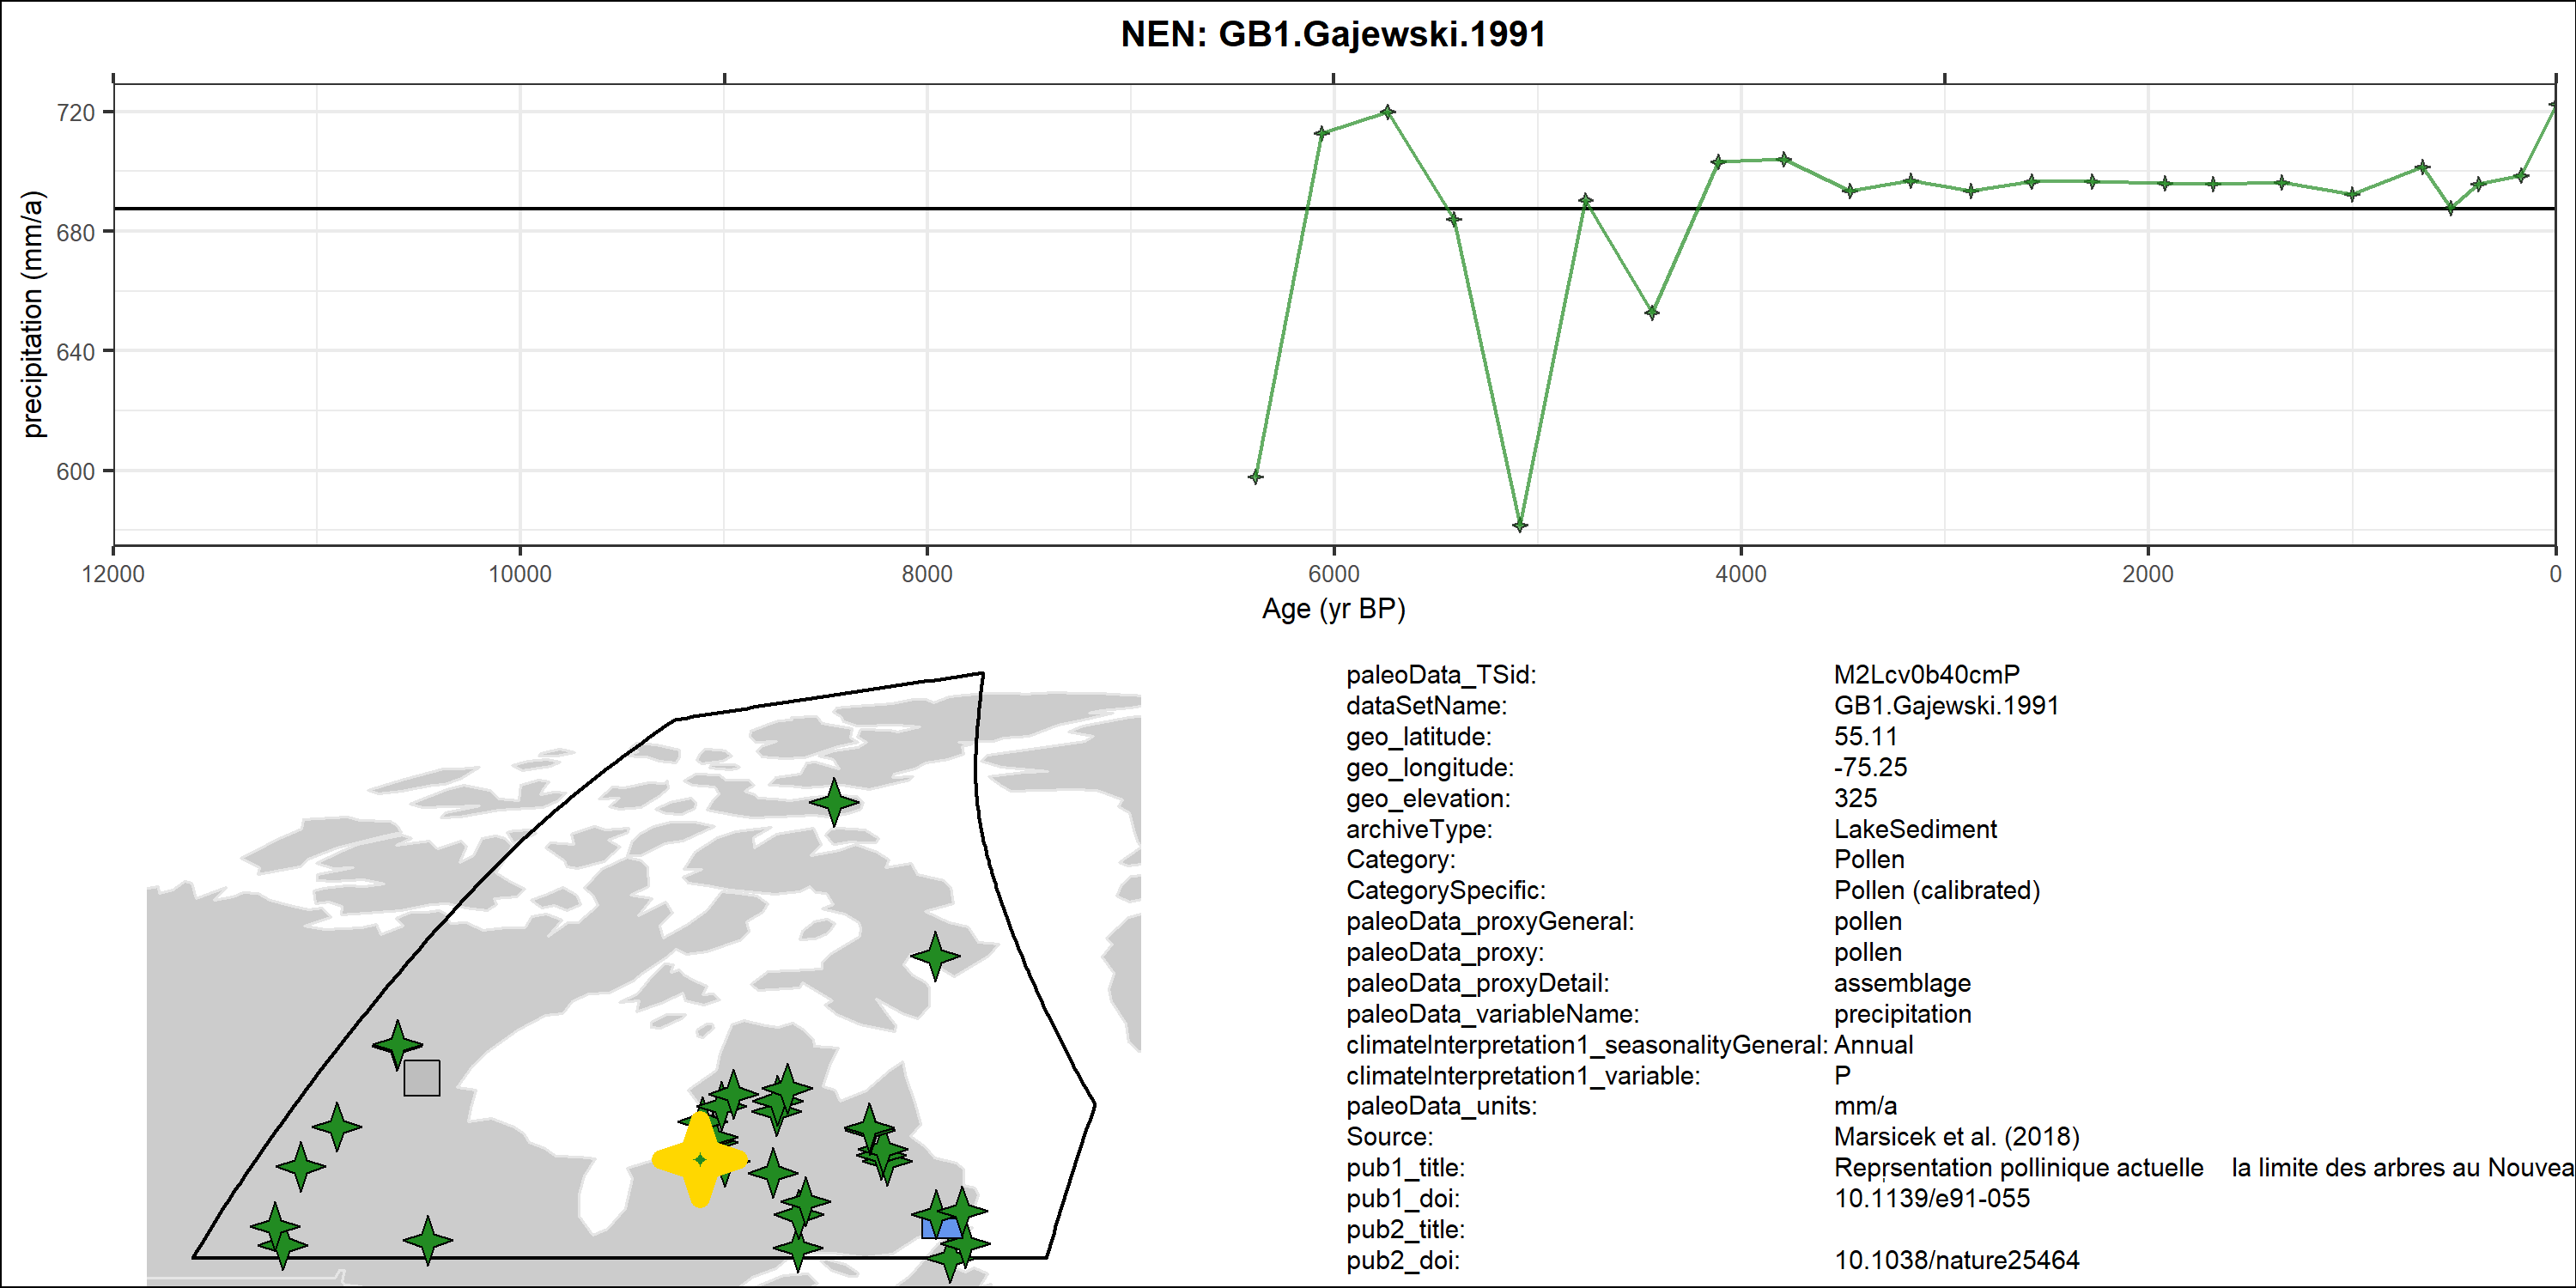 NEN: GB1.Gajewski.1991
precipitation (mm/a)
720
680
640
600
12000 10000 8000 6000 4000 2000 0
Age (yr BP)
paleoData_TSid: M2Lcv0b40cmP
dataSetName: GB1.Gajewski.1991
geo_latitude: 55.11
geo_longitude: -75.25
geo_elevation: 325
archiveType: LakeSediment
Category: Pollen
CategorySpecific: Pollen (calibrated)
paleoData_proxyGeneral: pollen
paleoData_proxy: pollen
paleoData_proxyDetail: assemblage
paleoData_variableName: precipitation
climateInterpretation1_seasonalityGeneral: Annual
climateInterpretation1_variable: P
paleoData_units: mm/a
Source: Marsicek et al. (2018)
pub1_title: Repŗsentation pollinique actuelle la limite des arbres au Nouvea
pub1_doi: 10.1139/e91-055
pub2_title:
pub2_doi: 10.1038/nature25464